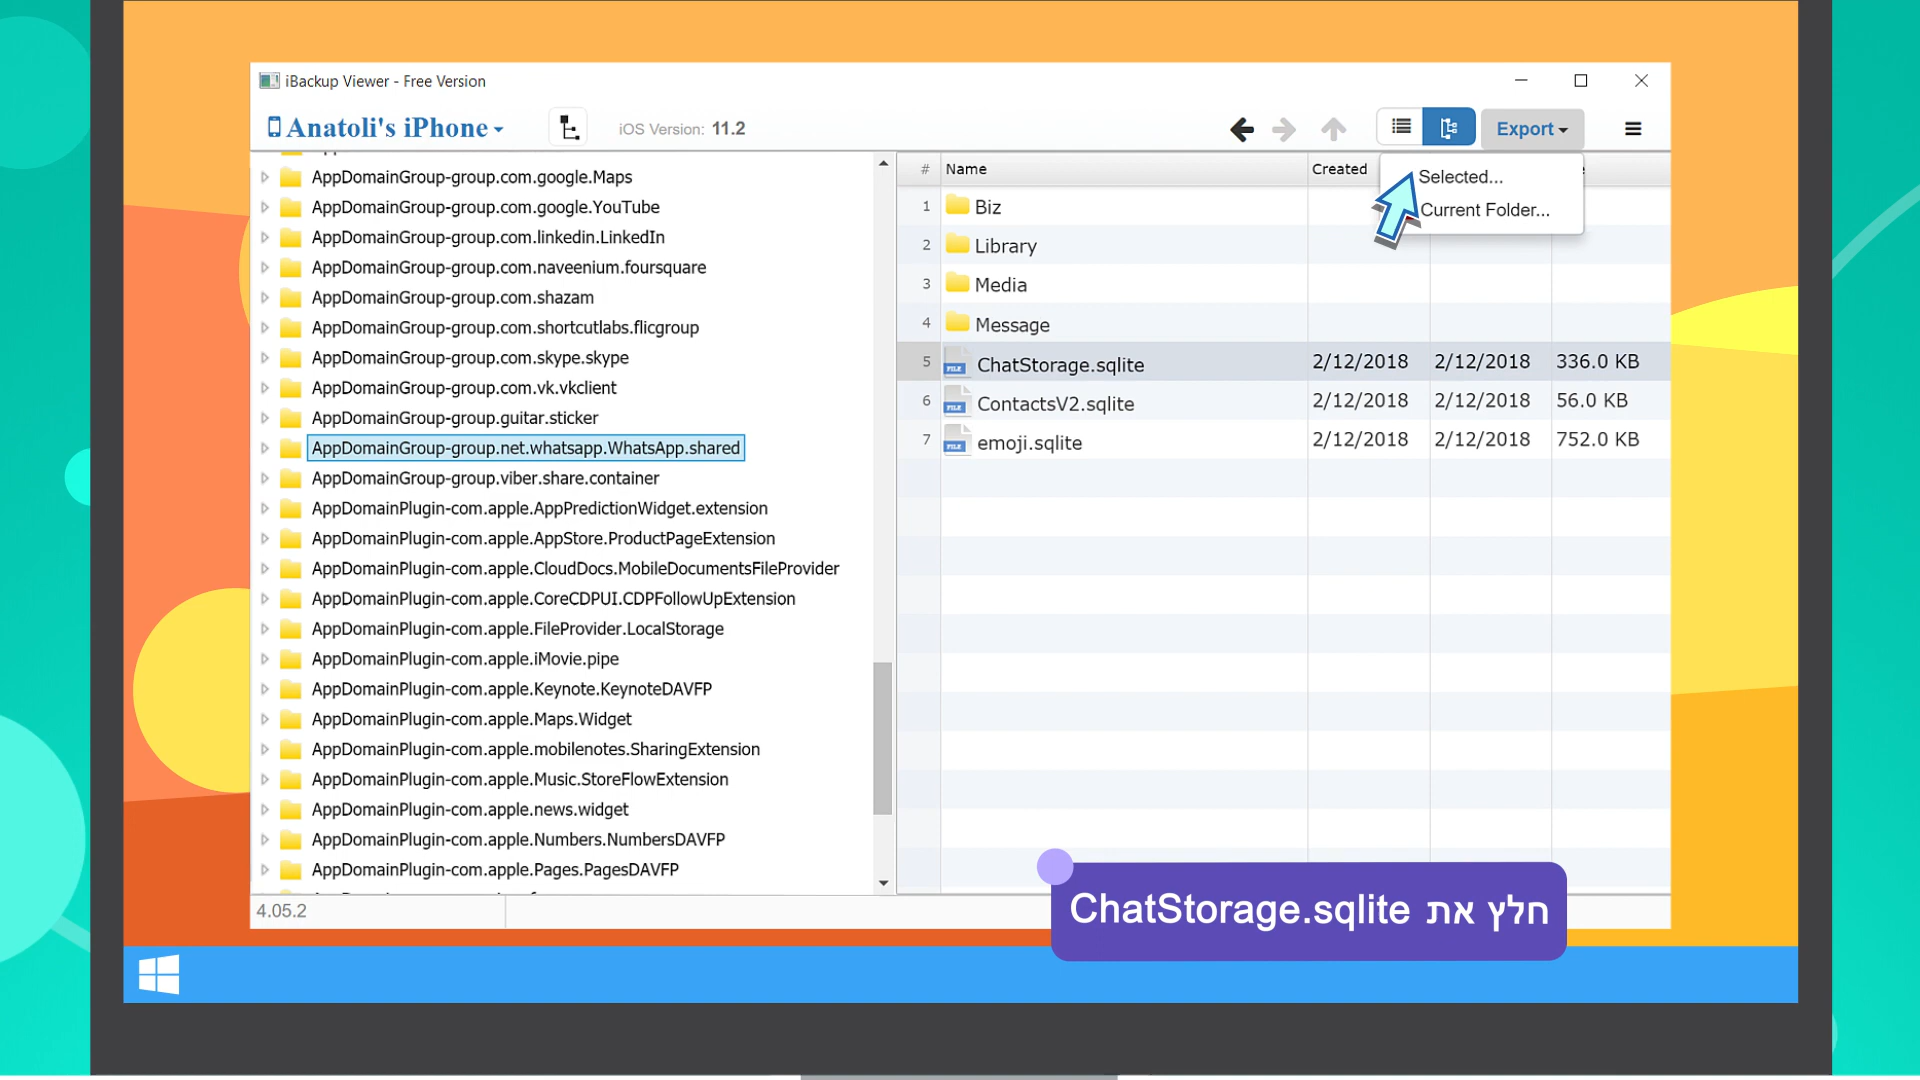 iBackup Viewer - Free Version
Anatoli's iPhone
iOS Version: 11.2
Export
Selected...
Current Folder...
AppDomainGroup-group.com.google.Maps
AppDomainGroup-group.com.google.YouTube
AppDomainGroup-group.com.linkedin.LinkedIn
AppDomainGroup-group.com.naveenium.foursquare
AppDomainGroup-group.com.shazam
AppDomainGroup-group.com.shortcutlabs.flicgroup
AppDomainGroup-group.com.skype.skype
AppDomainGroup-group.com.vk.vkclient
AppDomainGroup-group.guitar.sticker
AppDomainGroup-group.net.whatsapp.WhatsApp.shared
AppDomainGroup-group.viber.share.container
AppDomainPlugin-com.apple.AppPredictionWidget.extension
AppDomainPlugin-com.apple.AppStore.ProductPageExtension
AppDomainPlugin-com.apple.CloudDocs.MobileDocumentsFileProvider
AppDomainPlugin-com.apple.CoreCDPUI.CDPFollowUpExtension
AppDomainPlugin-com.apple.FileProvider.LocalStorage
AppDomainPlugin-com.apple.iMovie.pipe
AppDomainPlugin-com.apple.Keynote.KeynoteDAVFP
AppDomainPlugin-com.apple.Maps.Widget
AppDomainPlugin-com.apple.mobilenotes.SharingExtension
AppDomainPlugin-com.apple.Music.StoreFlowExtension
AppDomainPlugin-com.apple.news.widget
AppDomainPlugin-com.apple.Numbers.NumbersDAVFP
AppDomainPlugin-com.apple.Pages.PagesDAVFP
# Name Created
1 Biz
2 Library
3 Media
4 Message
5 FILE ChatStorage.sqlite 2/12/2018 2/12/2018 336.0 KB
6 FILE ContactsV2.sqlite 2/12/2018 2/12/2018 56.0 KB
7 FILE emoji.sqlite 2/12/2018 2/12/2018 752.0 KB
4.05.2
חלץ את ChatStorage.sqlite